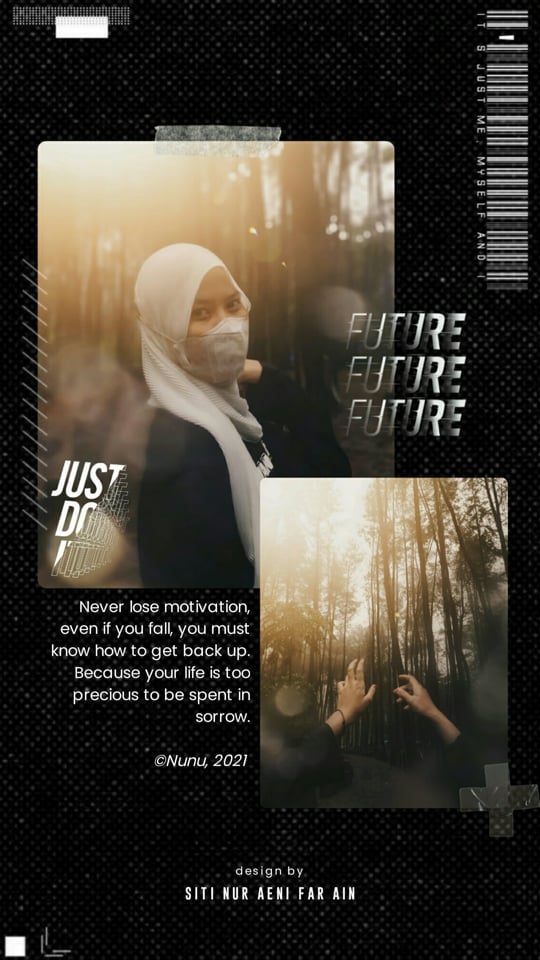 IT'S JUST ME, MYSELF AND I
FUTURE
FUTURE
FUTURE
JUST
DO
Never lose motivation,
even if you fall, you must
know how to get back up.
Because your life is too
precious to be spent in
sorrow.
©Nunu, 2021
design by
SITI NUR AENI FAR AIN